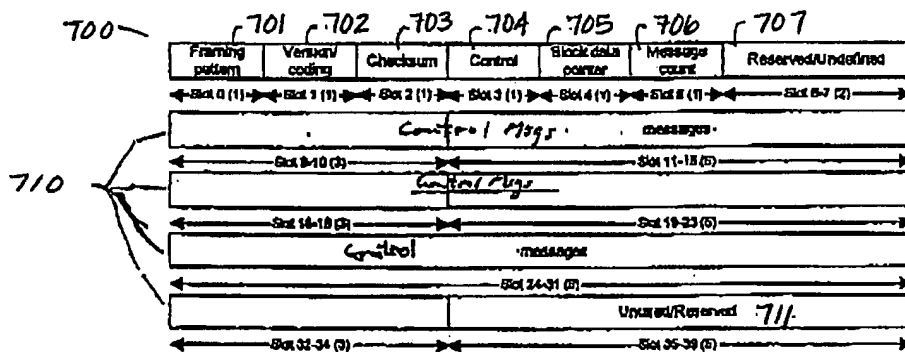 700 701 702 703 704 705 706 707
Framing pattern Version/ coding Checksum Control Block data pointer Message count Reserved/Undefined
Slot 0 (1) Slot 1 (1) Slot 2 (1) Slot 3 (1) Slot 4 (1) Slot 5 (1) Slot 6-7 (2)
Control Msgs. messages.
Slot 8-10 (3) Slot 11-15 (5)
710
Control Msgs
Slot 16-18 (3) Slot 19-23 (5)
Control messages
Slot 24-31 (8)
Unused/Reserved 711
Slot 32-34 (3) Slot 35-39 (5)